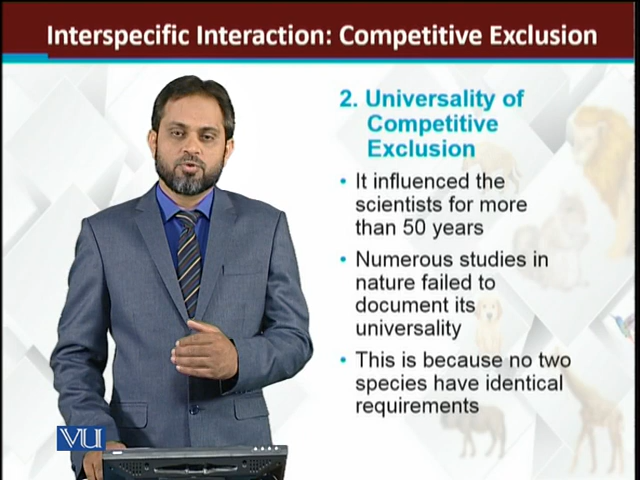 Interspecific Interaction: Competitive Exclusion
2. Universality of
Competitive
Exclusion
• It influenced the
scientists for more
than 50 years
• Numerous studies in
nature failed to
document its
universality
• This is because no two
species have identical
requirements
VU